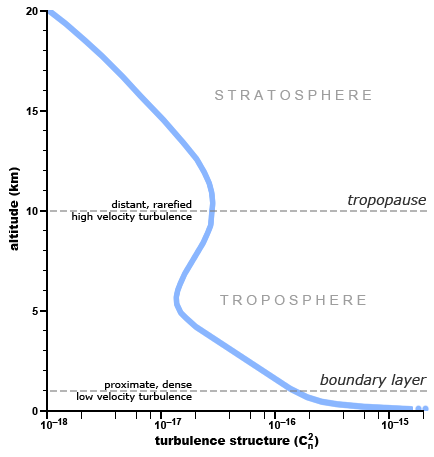 20
STRATOSPHERE
15
altitude (km)
tropopause
distant, rarefied
10
high velocity turbulence
TROPOSPHERE
5
boundary layer
proximate, dense
low velocity turbulence
0
10⁻¹⁸ 10⁻¹⁷ 10⁻¹⁶ 10⁻¹⁵
turbulence structure (Cₙ²)